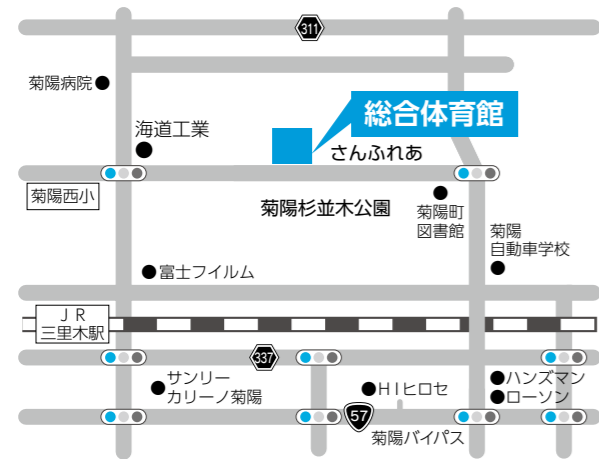 311
菊陽病院
総合体育館
海道工業
さんふれあ
菊陽西小
菊陽杉並木公園
菊陽町
図書館
菊陽
自動車学校
富士フイルム
ＪＲ
三里木駅
337
サンリー
カリーノ菊陽
HIヒロセ
ハンズマン
ローソン
57
菊陽バイパス